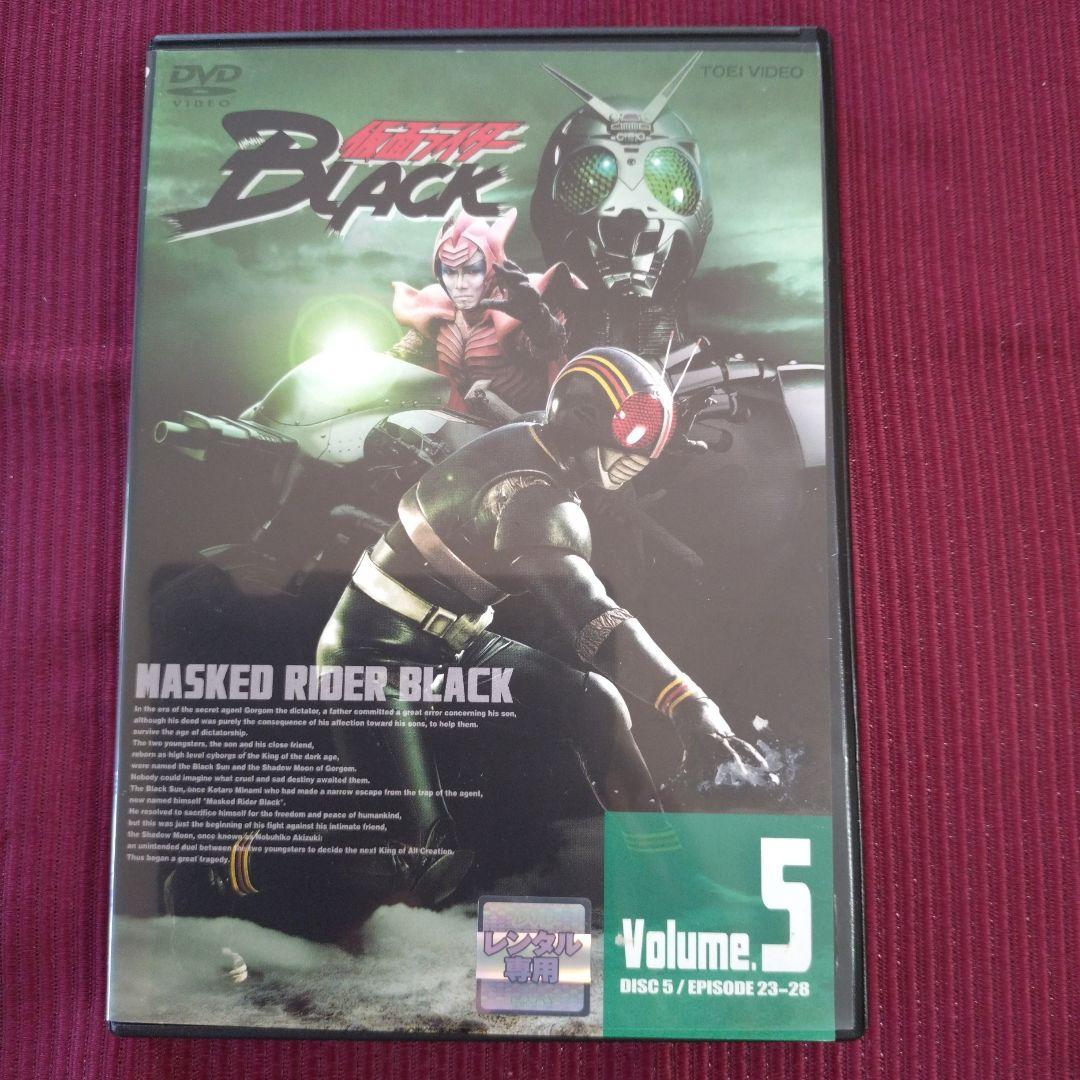 DVD
VIDEO
TOEI VIDEO
仮面ライダー
BLACK
MASKED RIDER BLACK
In the era of the secret agent Gorgom the dictator, a father committed a great error concerning his son,
although his deed was purely the consequence of his affection toward his sons, to help them.
survive the age of dictatorship.
The two youngsters, the son and his close friend,
reborn as high level cyborgs of the King of the dark age,
were named the Black Sun and the Shadow Moon of Gorgom.
Nobody could imagine what cruel and sad destiny awaited them.
The Black Sun, once Kotaro Minami who had made a narrow escape from the trap of the agent,
now named himself "Masked Rider Black".
He resolved to sacrifice himself for the freedom and peace of humankind,
but this was just the beginning of his fight against his intimate friend,
the Shadow Moon, once known as Nobuhiko Akizuki:
an unintended duel between the two youngsters to decide the next King of All Creation.
Thus began a great tragedy.
レンタル
専用
Volume.5
DISC 5 / EPISODE 23-28